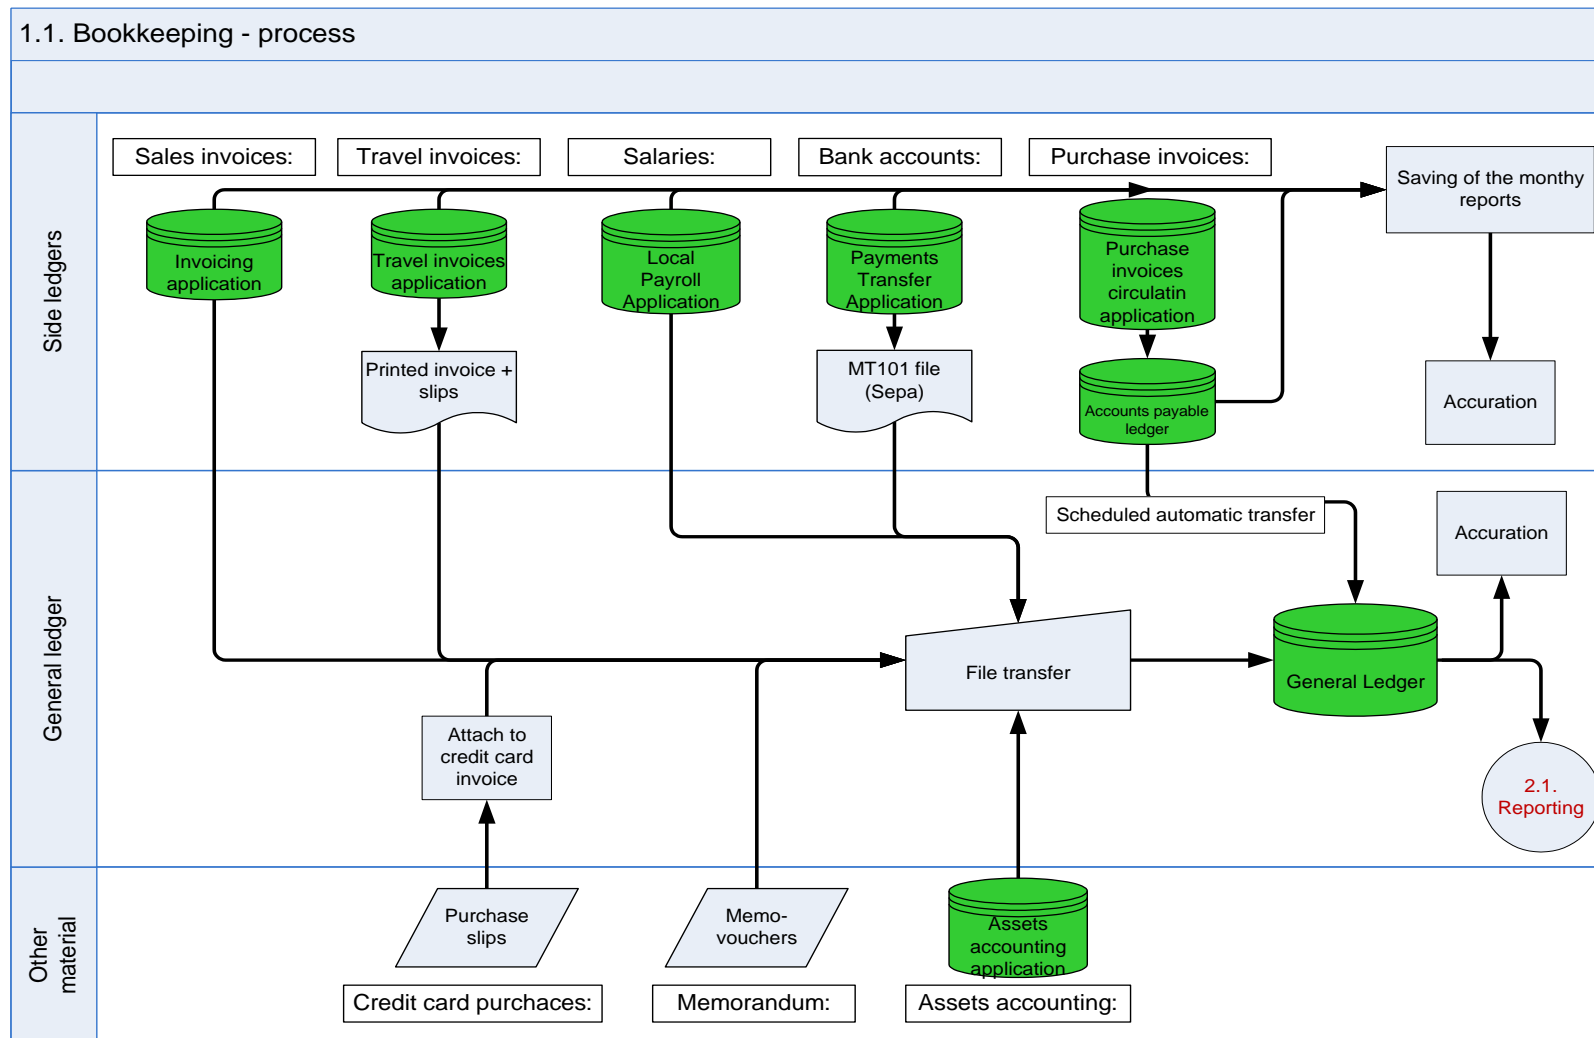 1.1. Bookkeeping - process
Side ledgers
Sales invoices:
Travel invoices:
Salaries:
Bank accounts:
Purchase invoices:
Saving of the monthy
reports
Invoicing
application
Travel invoices
application
Local
Payroll
Application
Payments
Transfer
Application
Purchase
invoices
circulatin
application
Printed invoice +
slips
MT101 file
(Sepa)
Accounts payable
ledger
Accuration
General ledger
Scheduled automatic transfer
Accuration
File transfer
General Ledger
Attach to
credit card
invoice
2.1.
Reporting
Other
material
Purchase
slips
Memo-
vouchers
Assets
accounting
application
Credit card purchaces:
Memorandum:
Assets accounting: